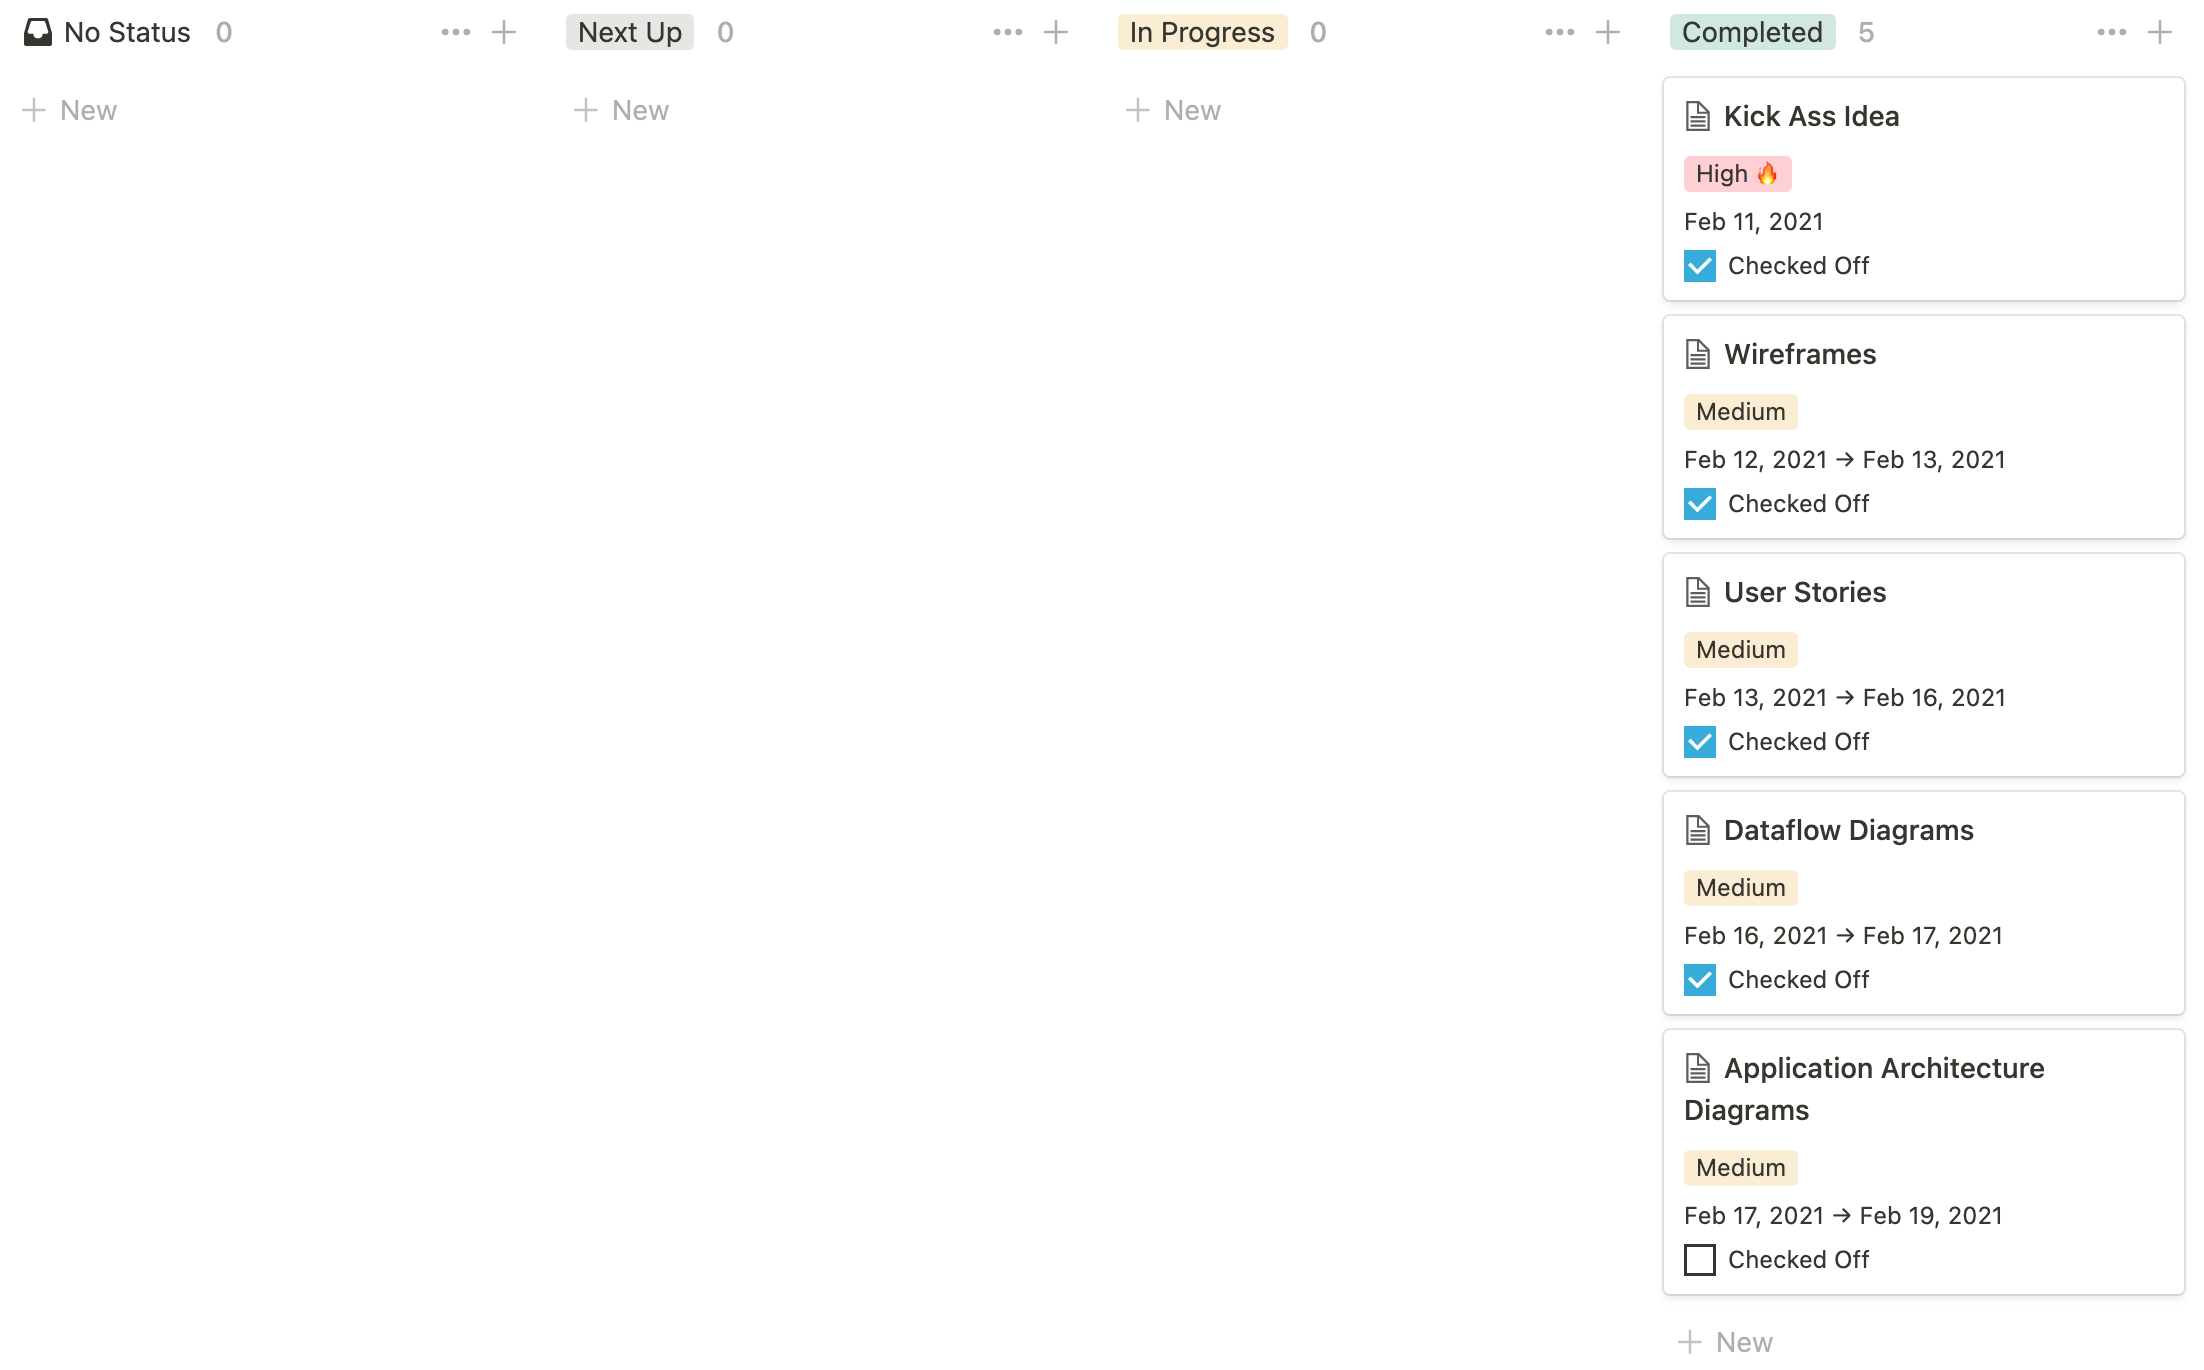 No Status 0
Next Up 0
In Progress 0
Completed 5
New
New
New
Kick Ass Idea
High 🔥
Feb 11, 2021
Checked Off
Wireframes
Medium
Feb 12, 2021 → Feb 13, 2021
Checked Off
User Stories
Medium
Feb 13, 2021 → Feb 16, 2021
Checked Off
Dataflow Diagrams
Medium
Feb 16, 2021 → Feb 17, 2021
Checked Off
Application Architecture
Diagrams
Medium
Feb 17, 2021 → Feb 19, 2021
Checked Off
New